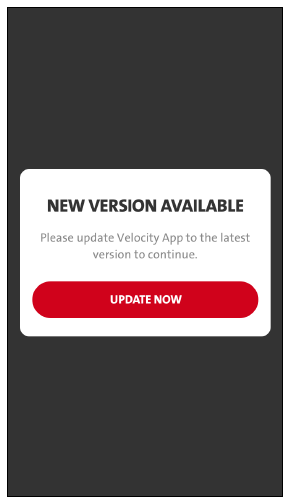 NEW VERSION AVAILABLE
Please update Velocity App to the latest
version to continue.
UPDATE NOW